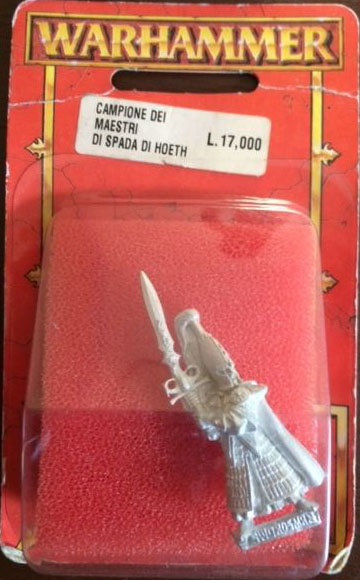 WARHAMMER
CAMPIONE DEI
MAESTRI
DI SPADA DI HOETH
L. 17,000